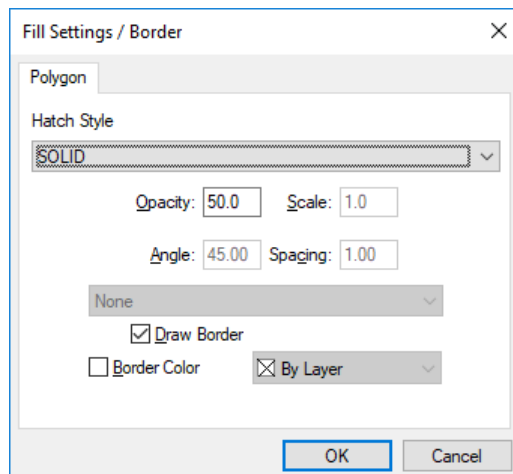 Fill Settings / Border
Polygon
Hatch Style
SOLID
Opacity: 50.0 Scale: 1.0
Angle: 45.00 Spacing: 1.00
None
Draw Border
Border Color By Layer
OK Cancel